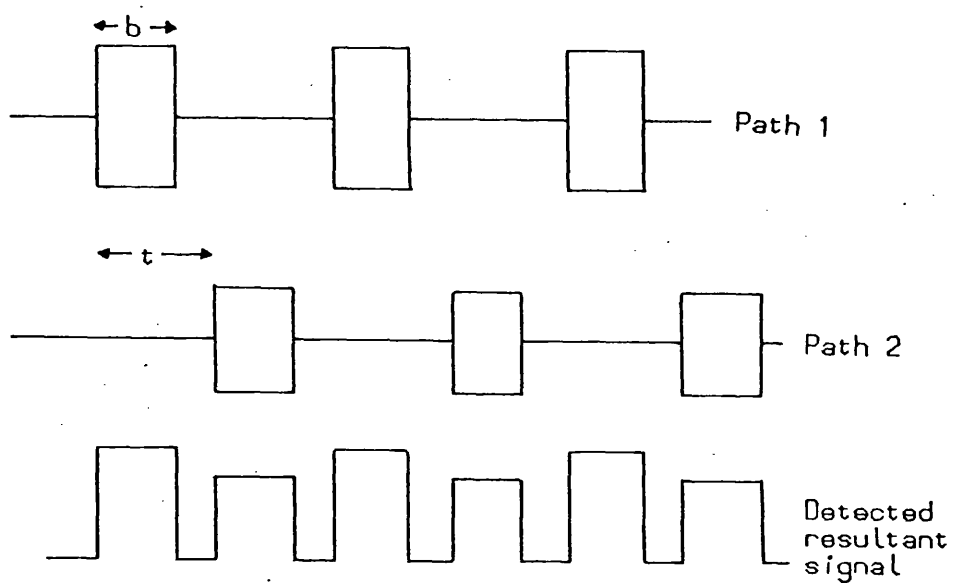 b
Path 1
t
Path 2
Detected
resultant
signal